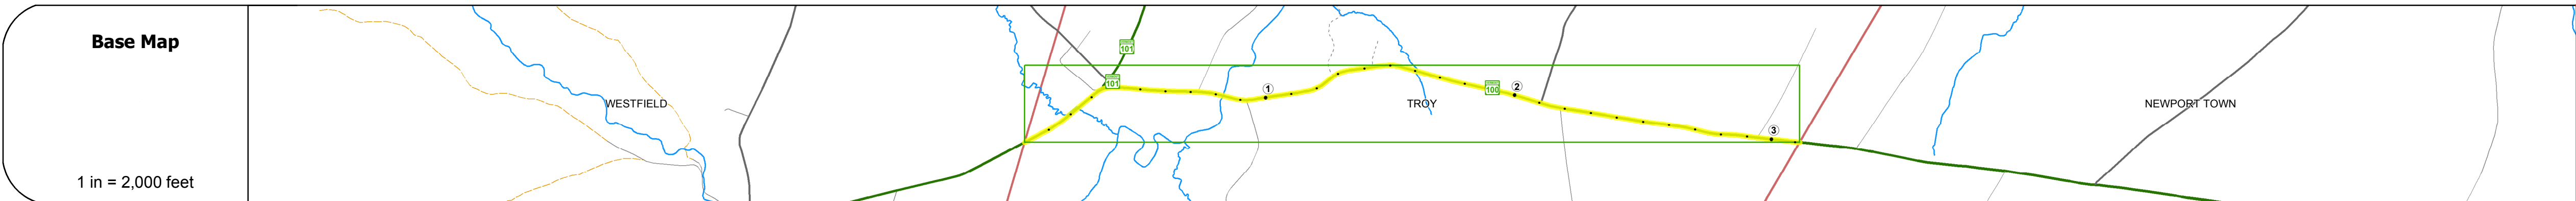 Base Map
1 in = 2,000 feet
WESTFIELD
101
101
1
TROY
100
2
3
NEWPORT TOWN